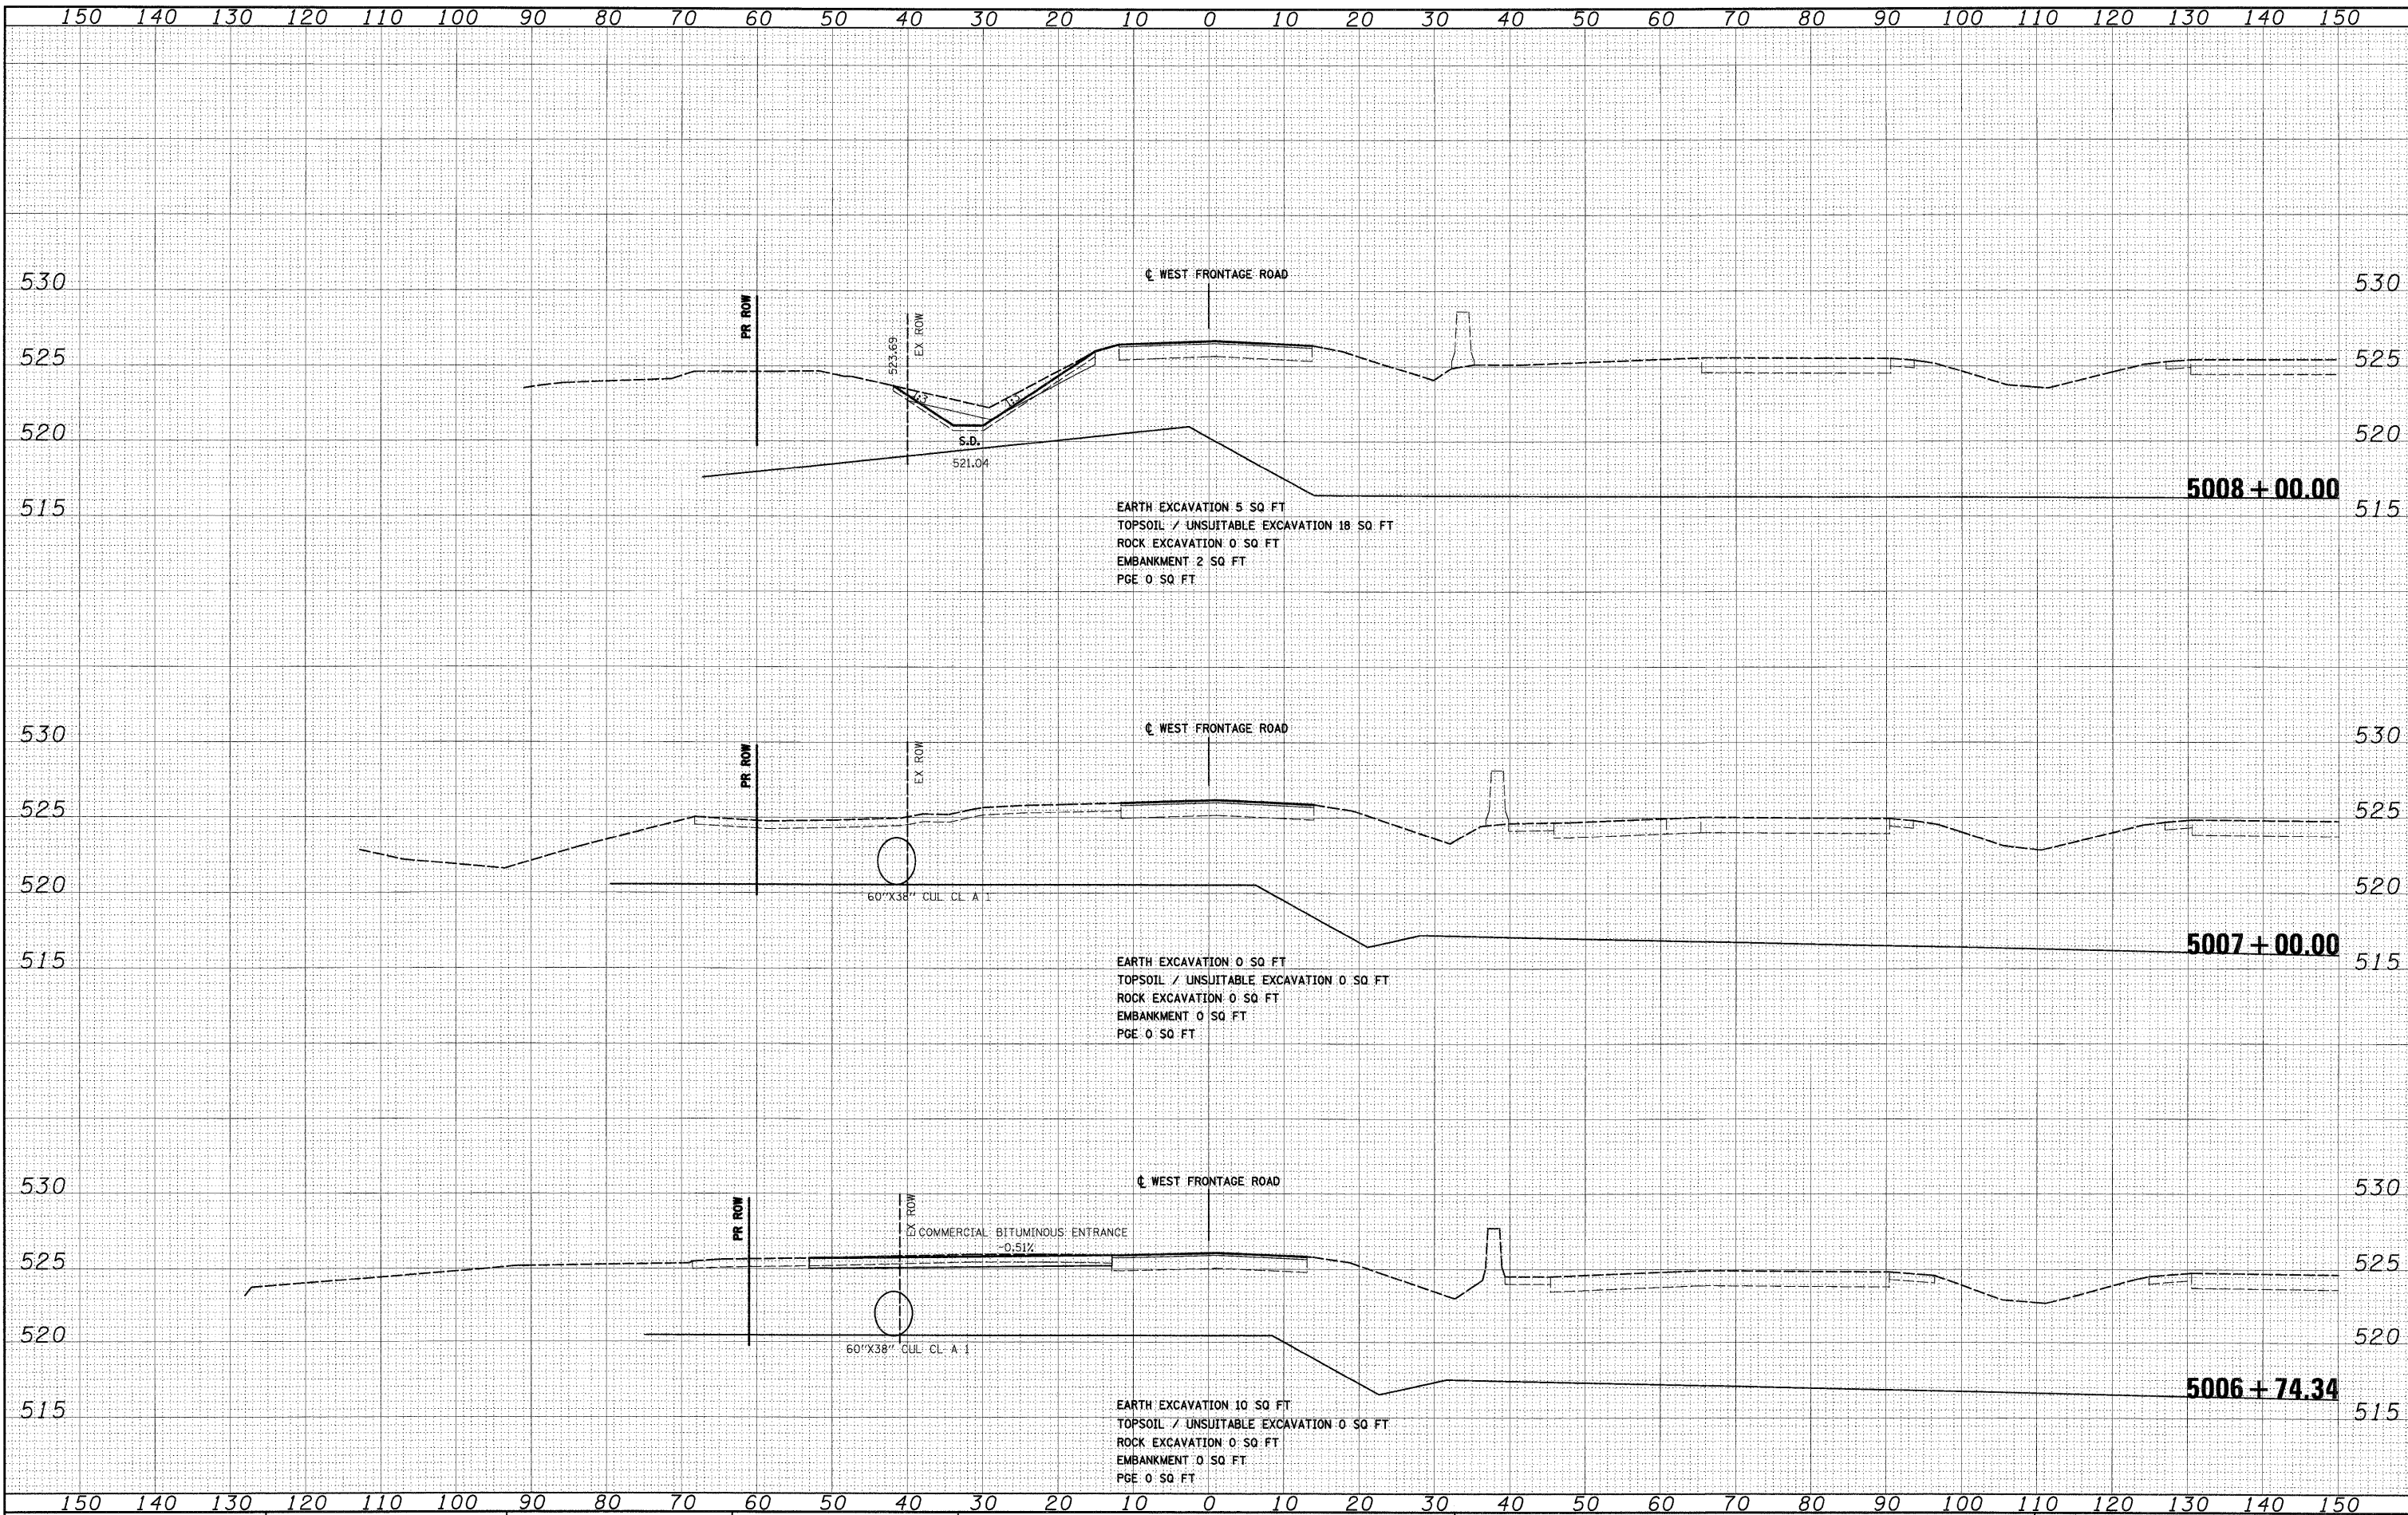 150 140 130 120 110 100 90 80 70 60 50 40 30 20 10 0 10 20 30 40 50 60 70 80 90 100 110 120 130 140 150
℄ WEST FRONTAGE ROAD
530 530
PR ROW
523.69
EX ROW
525 525
1:3 1:3
520 520
S.D.
521.04
5008+00.00
515 515
EARTH EXCAVATION 5 SQ FT
TOPSOIL / UNSUITABLE EXCAVATION 18 SQ FT
ROCK EXCAVATION 0 SQ FT
EMBANKMENT 2 SQ FT
PGE 0 SQ FT
℄ WEST FRONTAGE ROAD
530 530
PR ROW
EX ROW
525 525
520 520
60"X38" CUL CL A 1
5007+00.00
515 515
EARTH EXCAVATION 0 SQ FT
TOPSOIL / UNSUITABLE EXCAVATION 0 SQ FT
ROCK EXCAVATION 0 SQ FT
EMBANKMENT 0 SQ FT
PGE 0 SQ FT
℄ WEST FRONTAGE ROAD
530 530
PR ROW
EX ROW
COMMERCIAL BITUMINOUS ENTRANCE
-0.51%
525 525
520 520
60"X38" CUL CL A 1
5006+74.34
515 515
EARTH EXCAVATION 10 SQ FT
TOPSOIL / UNSUITABLE EXCAVATION 0 SQ FT
ROCK EXCAVATION 0 SQ FT
EMBANKMENT 0 SQ FT
PGE 0 SQ FT
150 140 130 120 110 100 90 80 70 60 50 40 30 20 10 0 10 20 30 40 50 60 70 80 90 100 110 120 130 140 150